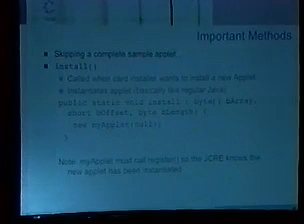 Important Methods
Skipping a complete sample applet..
install()
Called when card installer wants to install a new Applet
Instantiates applet (basically like regular Java)
public static void install ( byte[] bArray,
short bOffset, byte bLength) {
new myApplet(null);
}
Note: myApplet must call register() so the JCRE knows the
new applet has been instantiated